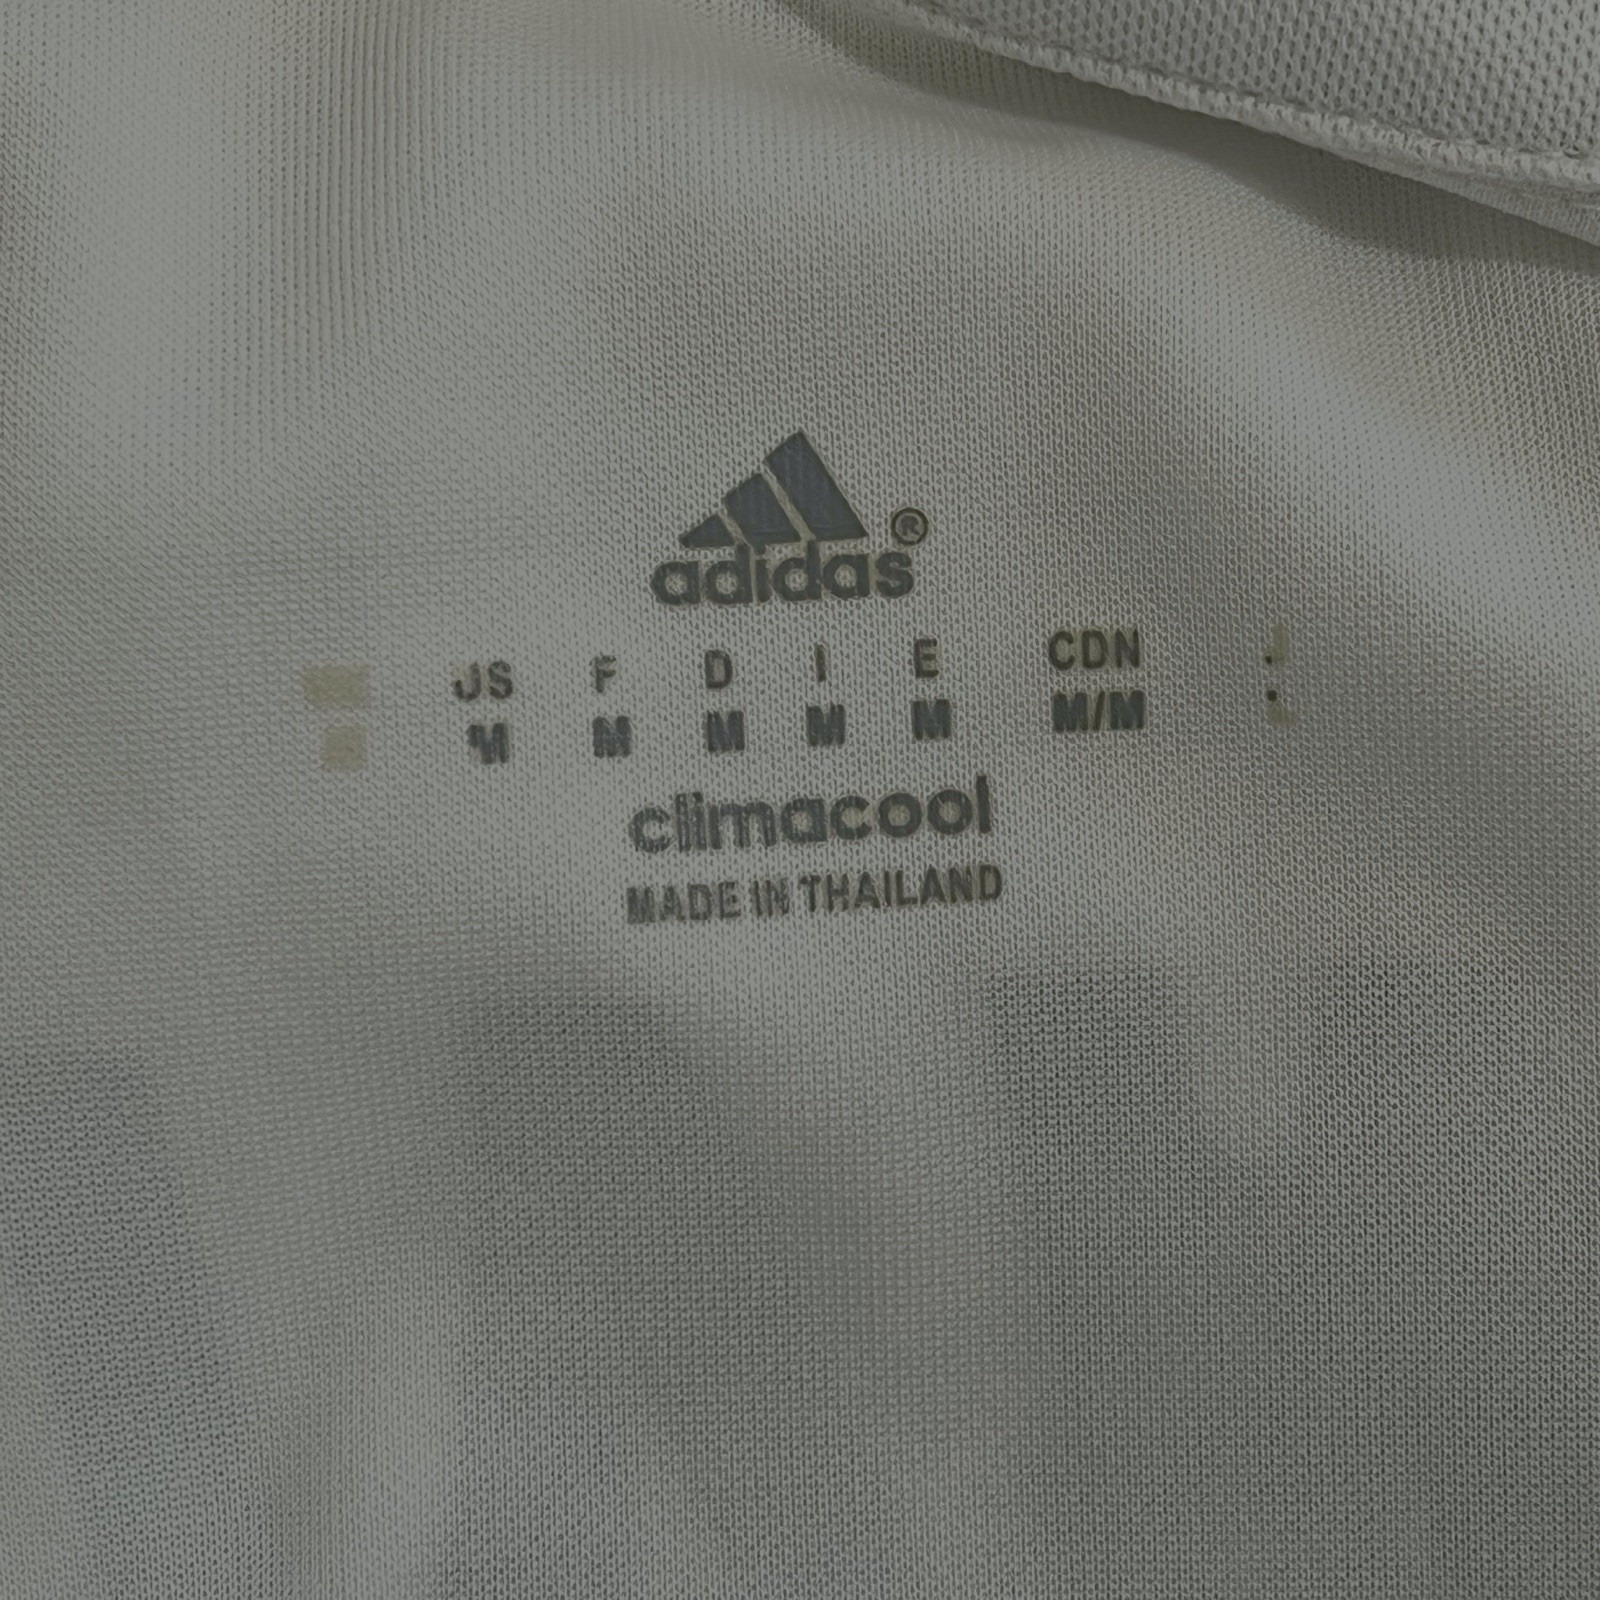 adidas®
US F D I E CDN
M M M M M M/M
climacool
MADE IN THAILAND